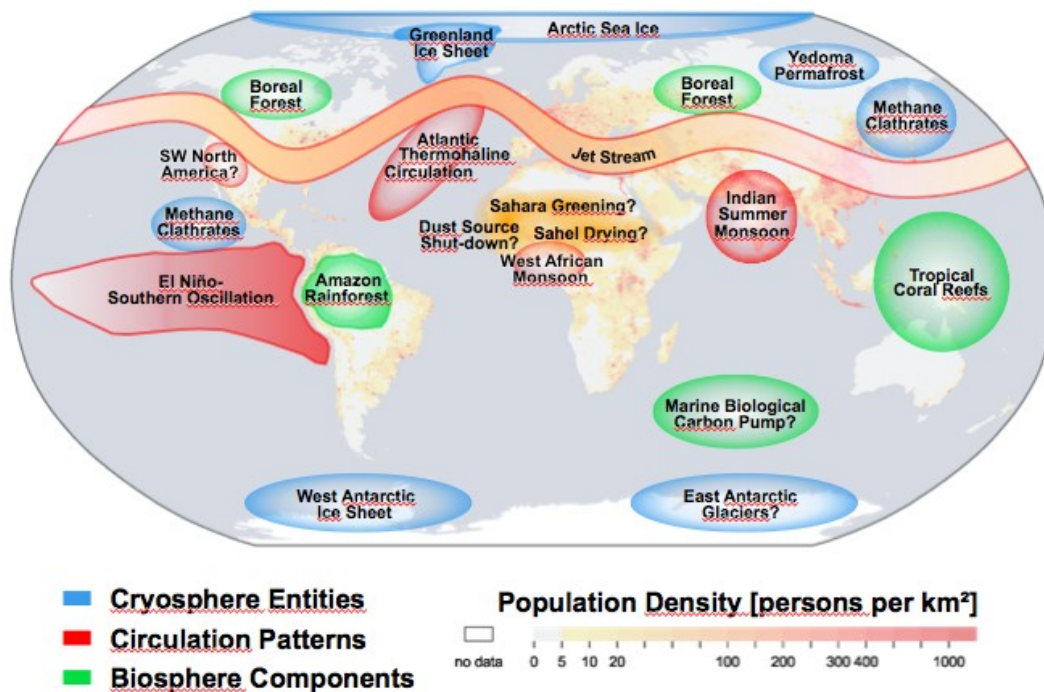 Arctic Sea Ice
Greenland
Ice Sheet
Yedoma
Permafrost
Boreal
Forest
Boreal
Forest
Methane
Clathrates
Atlantic
Thermohaline
Circulation
Jet Stream
SW North
America?
Methane
Clathrates
Indian
Summer
Monsoon
Sahara Greening?
Dust Source
Shut-down?
Sahel Drying?
West African
Monsoon
El Niño-
Southern Oscillation
Amazon
Rainforest
Tropical
Coral Reefs
Marine Biological
Carbon Pump?
West Antarctic
Ice Sheet
East Antarctic
Glaciers?
Cryosphere Entities
Circulation Patterns
Biosphere Components
Population Density [persons per km²]
no data
0 5 10 20 100 200 300 400 1000